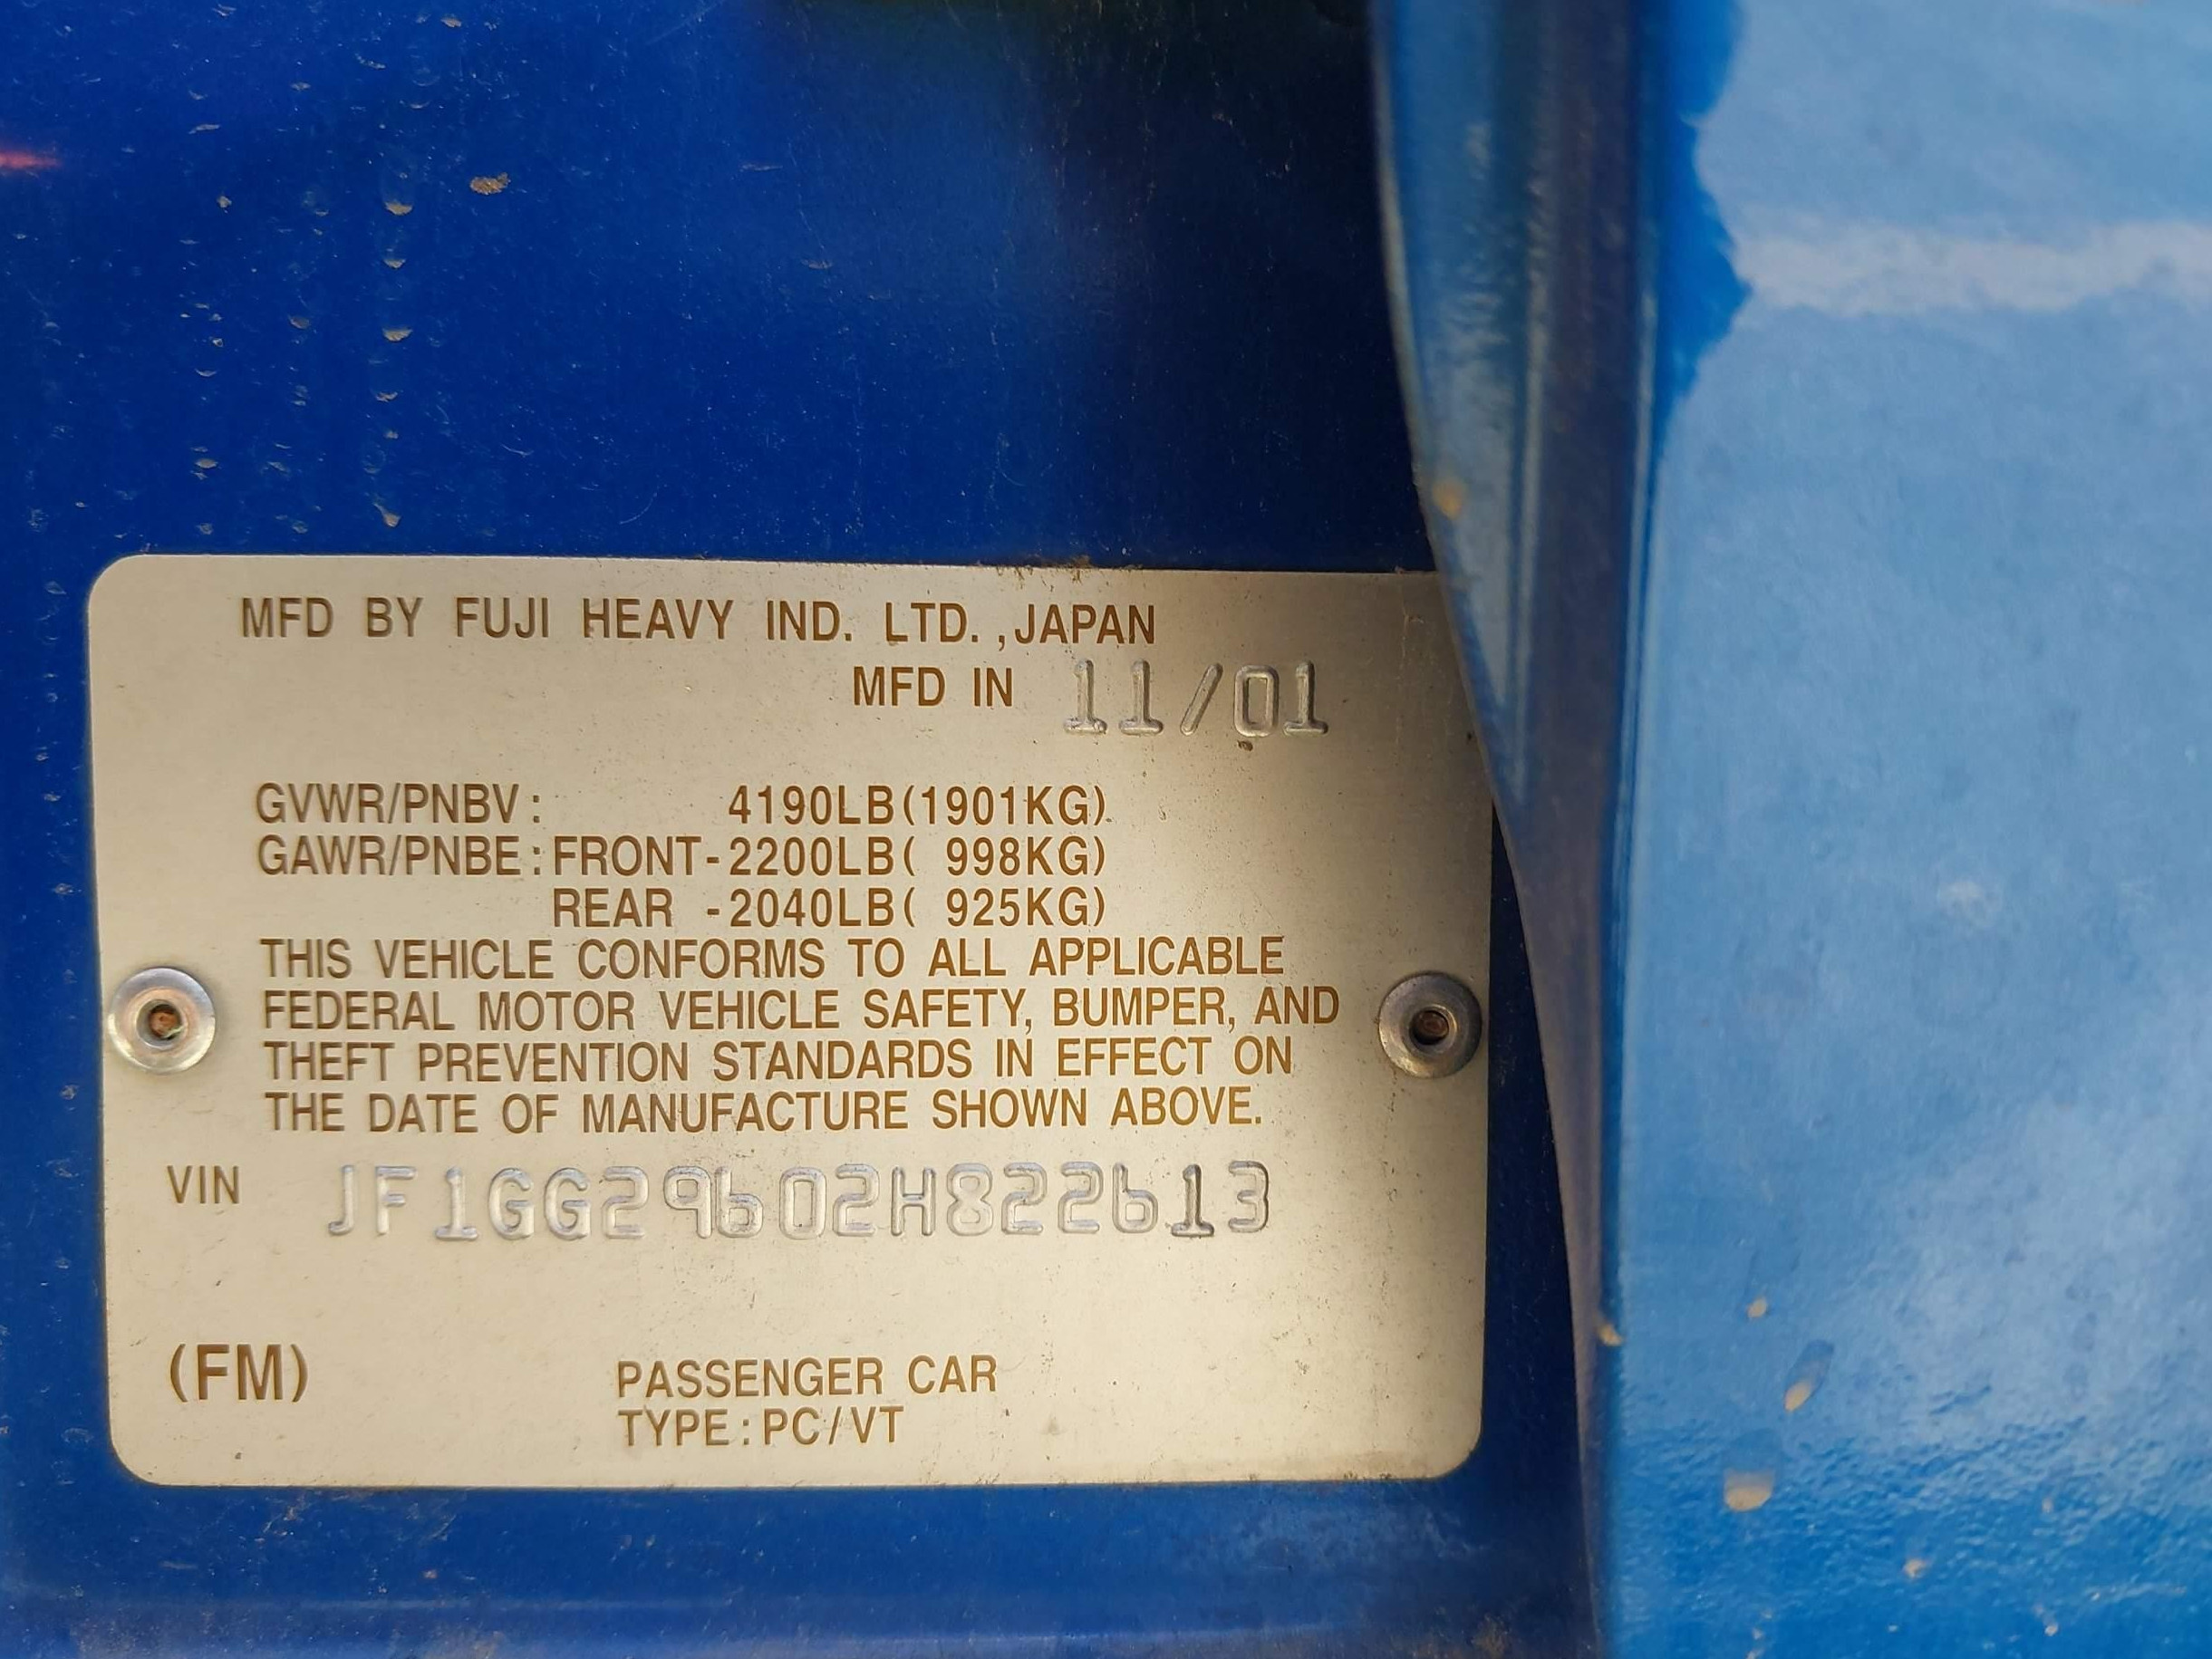 MFD BY FUJI HEAVY IND. LTD.,JAPAN
MFD IN 11/01
GVWR/PNBV: 4190LB(1901KG)
GAWR/PNBE:FRONT-2200LB( 998KG)
REAR -2040LB( 925KG)
THIS VEHICLE CONFORMS TO ALL APPLICABLE
FEDERAL MOTOR VEHICLE SAFETY, BUMPER, AND
THEFT PREVENTION STANDARDS IN EFFECT ON
THE DATE OF MANUFACTURE SHOWN ABOVE.
VIN JF1GG29602H822613
(FM)
PASSENGER CAR
TYPE:PC/VT